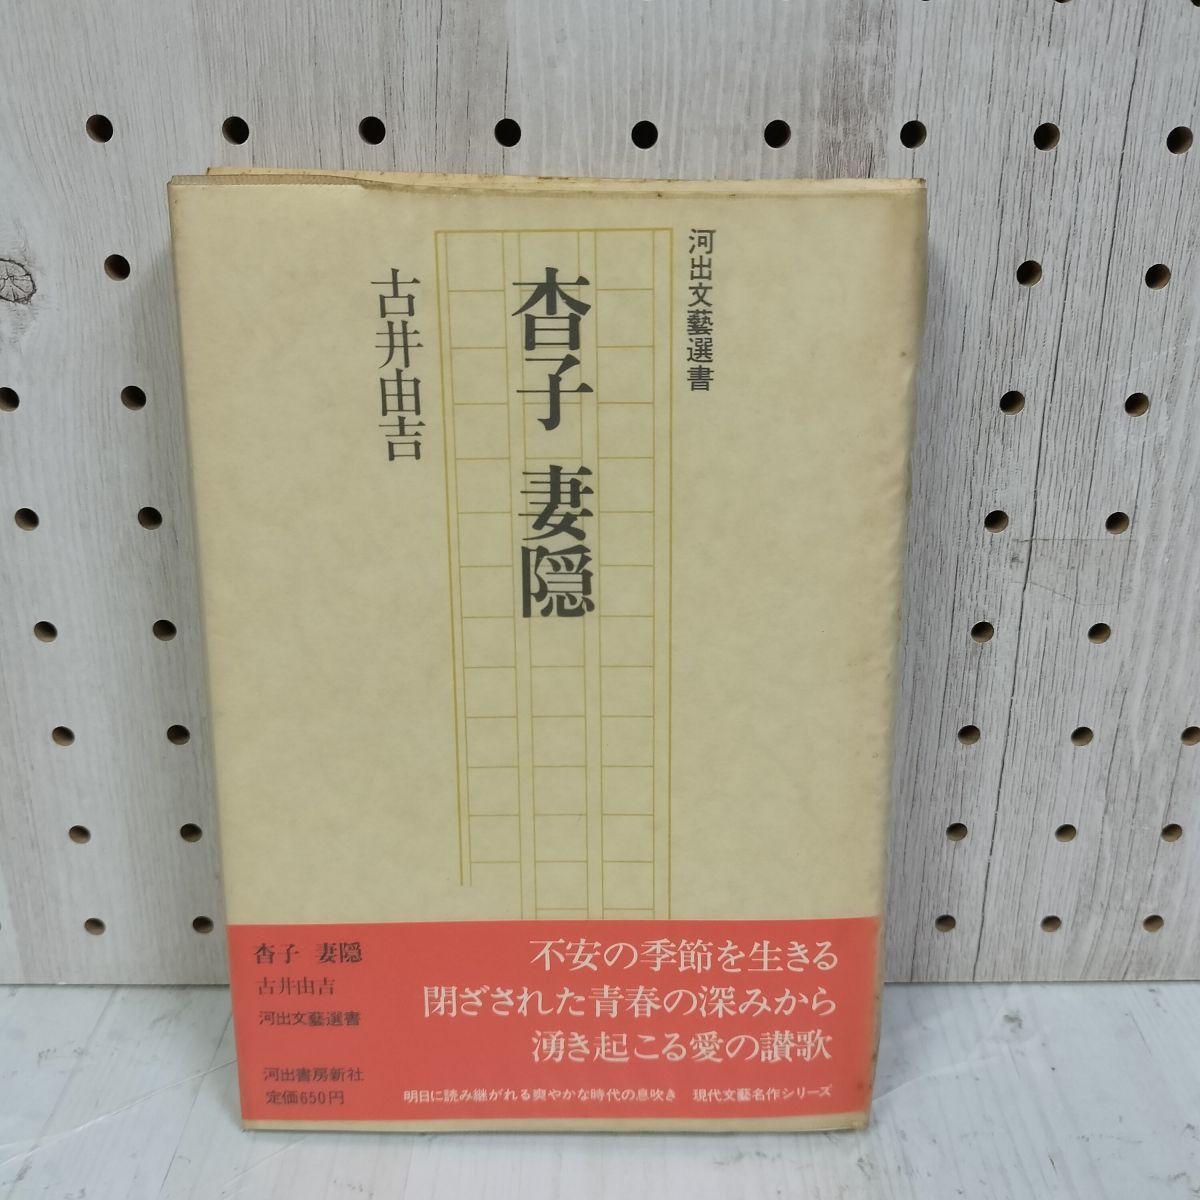 河出文藝選書
杳子 妻隠
古井由吉
杳子 妻隠
古井由吉
河出文藝選書
河出書房新社
定価650円
不安の季節を生きる
閉ざされた青春の深みから
湧き起こる愛の讃歌
明日に読み継がれる爽やかな時代の息吹き 現代文藝名作シリーズ